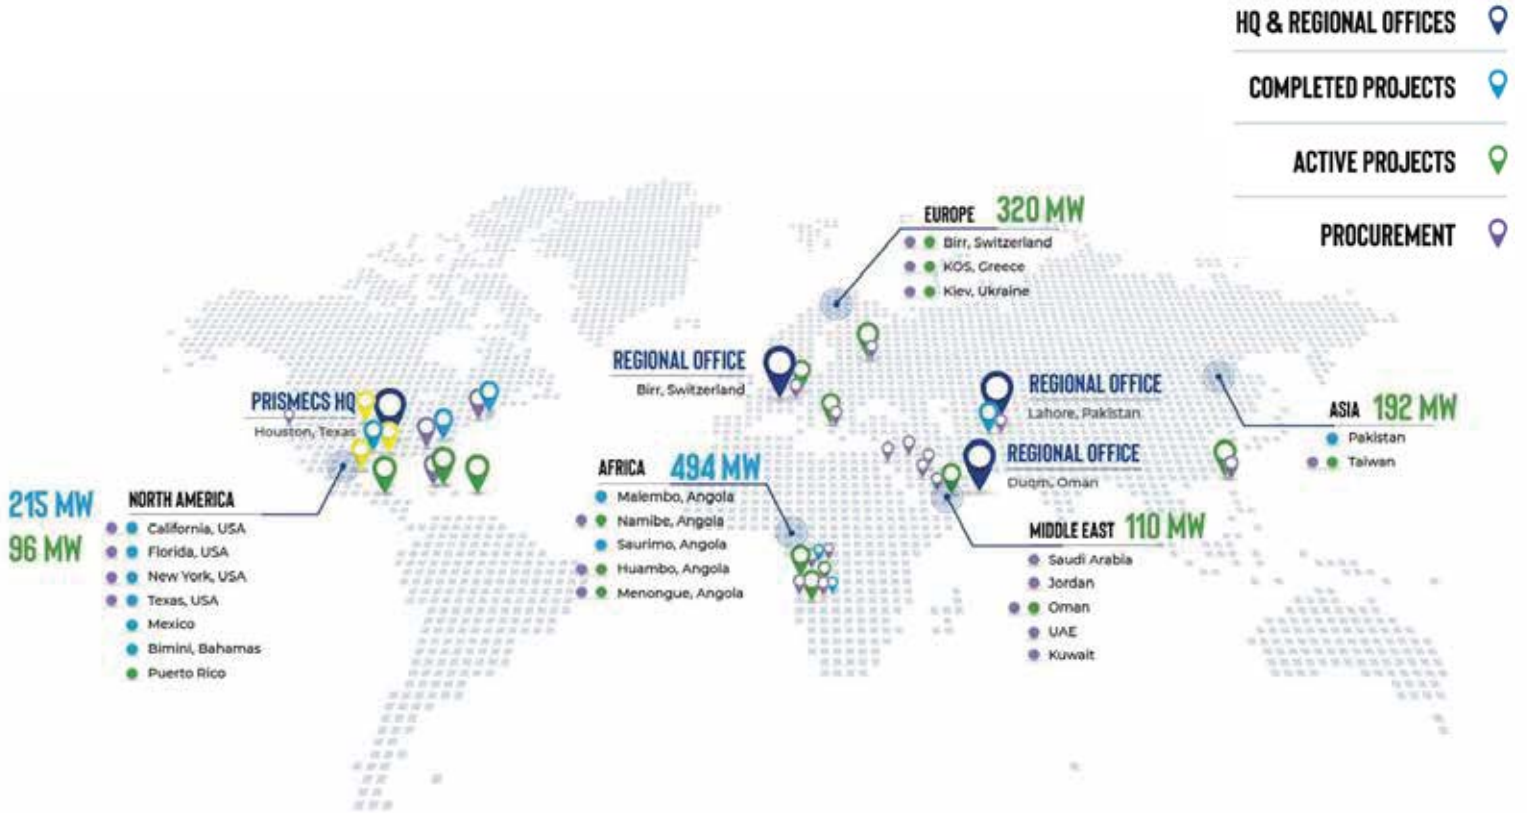 HQ & REGIONAL OFFICES
COMPLETED PROJECTS
ACTIVE PROJECTS
PROCUREMENT
EUROPE 320 MW
Birr, Switzerland
KOS, Greece
Kiev, Ukraine
REGIONAL OFFICE
Birr, Switzerland
REGIONAL OFFICE
Lahore, Pakistan
PRISMECS HQ
Houston, Texas
ASIA 192 MW
Pakistan
Taiwan
REGIONAL OFFICE
Duqm, Oman
AFRICA 494 MW
Malembo, Angola
Namibe, Angola
Saurimo, Angola
Huambo, Angola
Menongue, Angola
215 MW
96 MW
NORTH AMERICA
California, USA
Florida, USA
New York, USA
Texas, USA
Mexico
Bimini, Bahamas
Puerto Rico
MIDDLE EAST 110 MW
Saudi Arabia
Jordan
Oman
UAE
Kuwait